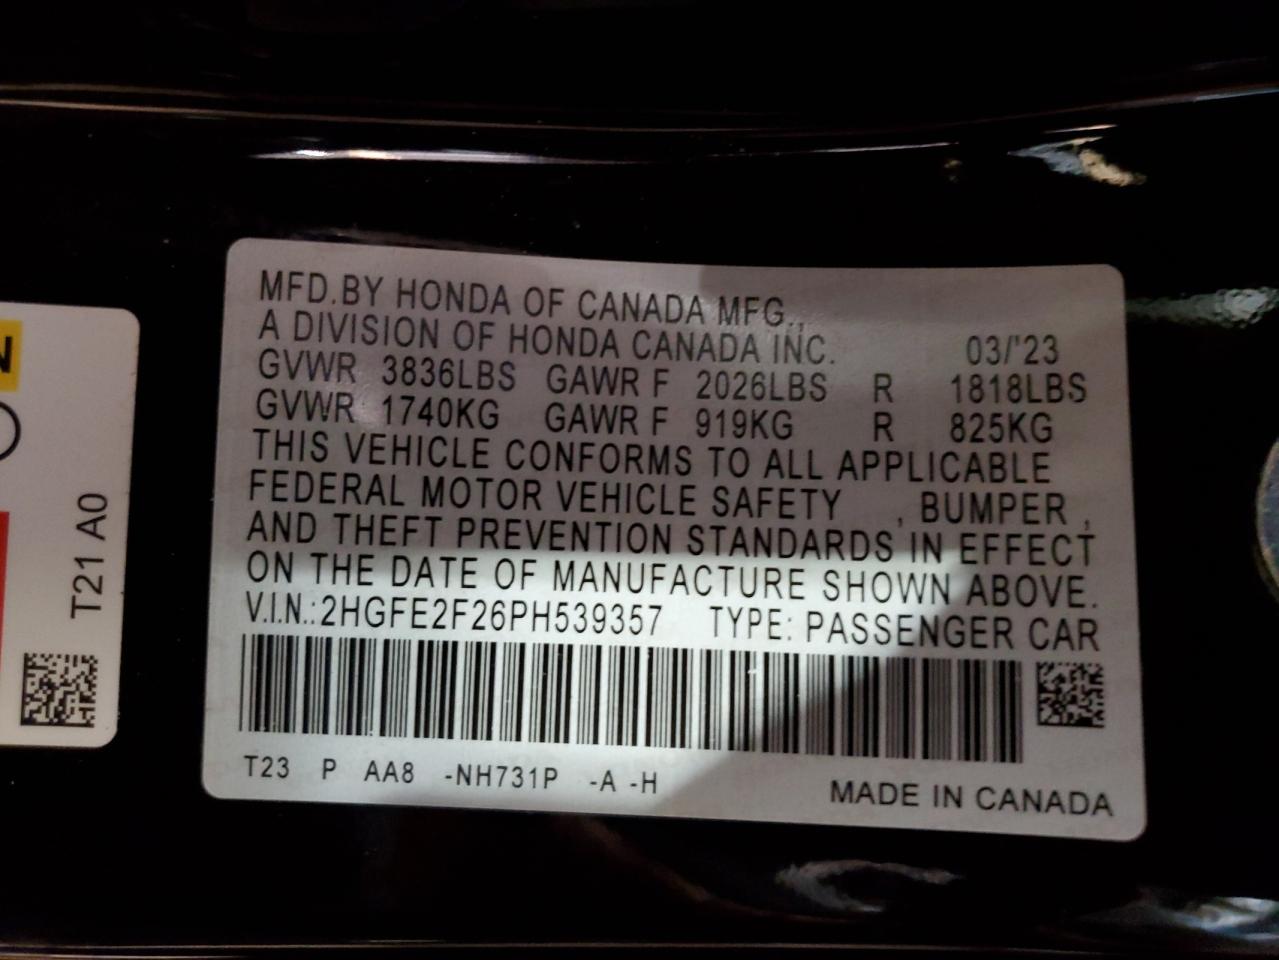 MFD.BY HONDA OF CANADA MFG.,
A DIVISION OF HONDA CANADA INC. 03/'23
GVWR 3836LBS GAWR F 2026LBS R 1818LBS
GVWR 1740KG GAWR F 919KG R 825KG
THIS VEHICLE CONFORMS TO ALL APPLICABLE
FEDERAL MOTOR VEHICLE SAFETY , BUMPER ,
AND THEFT PREVENTION STANDARDS IN EFFECT
ON THE DATE OF MANUFACTURE SHOWN ABOVE.
V.I.N.:2HGFE2F26PH539357 TYPE: PASSENGER CAR
T23 P AA8 -NH731P -A -H
MADE IN CANADA
T21 A0